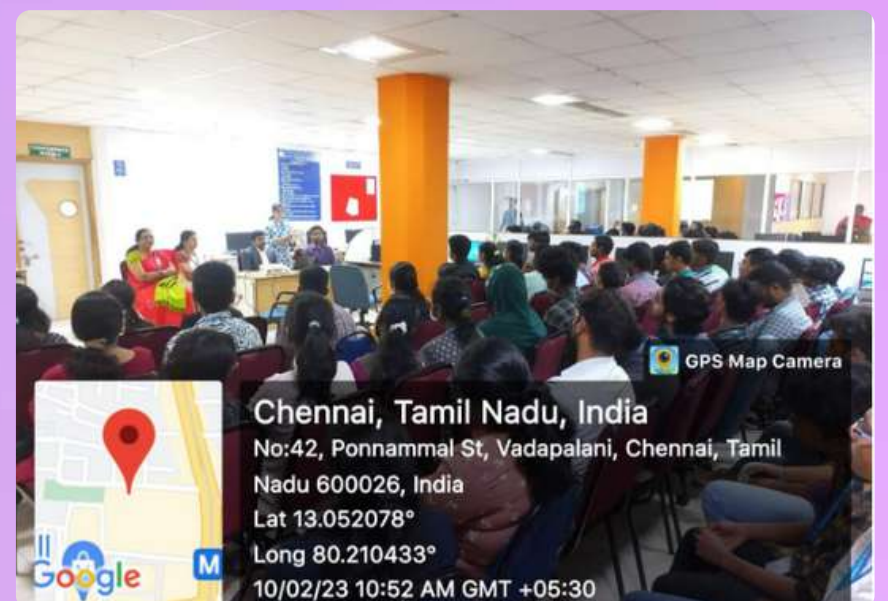 GPS Map Camera
Chennai, Tamil Nadu, India
No:42, Ponnammal St, Vadapalani, Chennai, Tamil
Nadu 600026, India
Lat 13.052078°
Long 80.210433°
10/02/23 10:52 AM GMT +05:30
Google
M